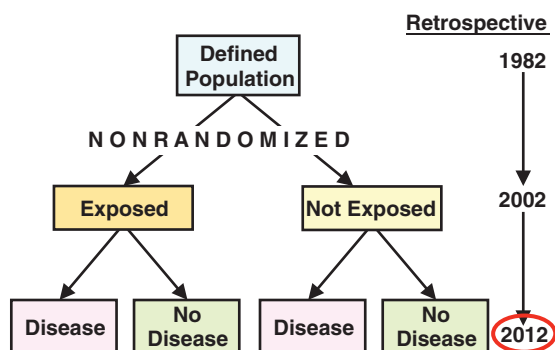 Retrospective
Defined
Population
1982
NONRANDOMIZED
Exposed
Not Exposed
2002
Disease
No
Disease
Disease
No
Disease
2012